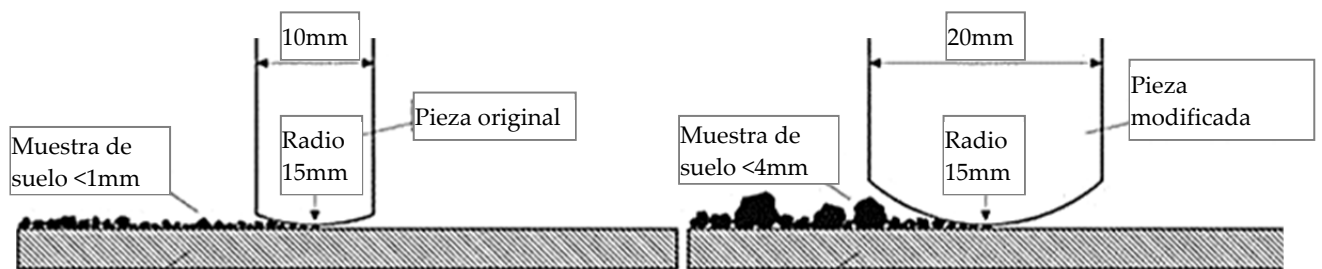 10mm
Pieza original
Muestra de
suelo <1mm
Radio
15mm
20mm
Pieza
modificada
Muestra de
suelo <4mm
Radio
15mm